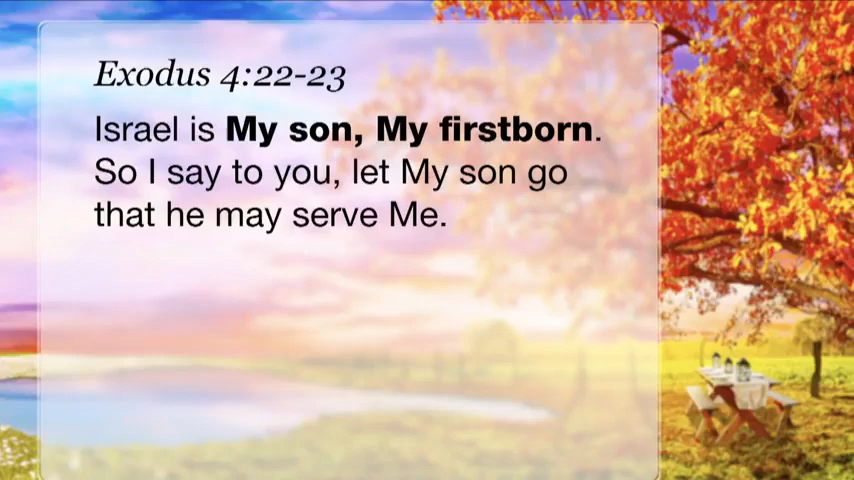 Exodus 4:22-23
Israel is My son, My firstborn.
So I say to you, let My son go
that he may serve Me.